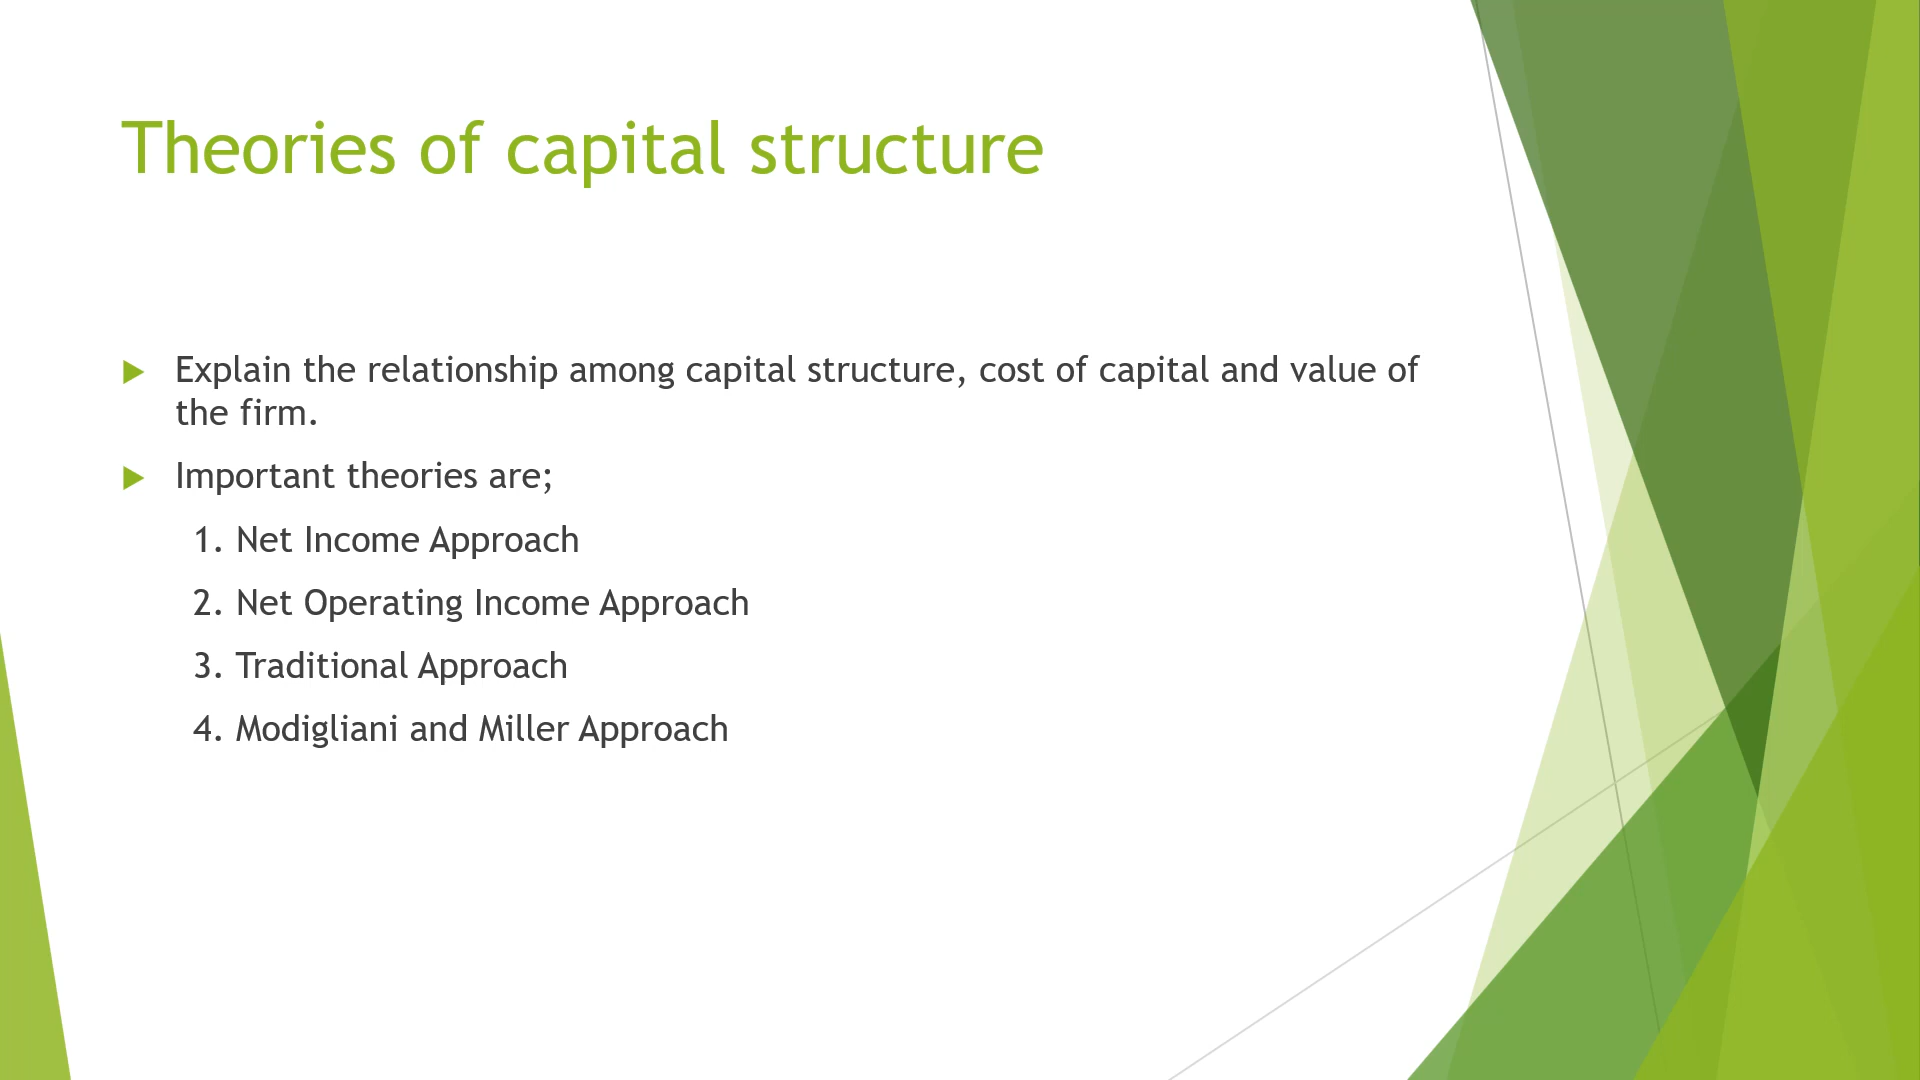 Theories of capital structure
Explain the relationship among capital structure, cost of capital and value of
the firm.
Important theories are;
1. Net Income Approach
2. Net Operating Income Approach
3. Traditional Approach
4. Modigliani and Miller Approach